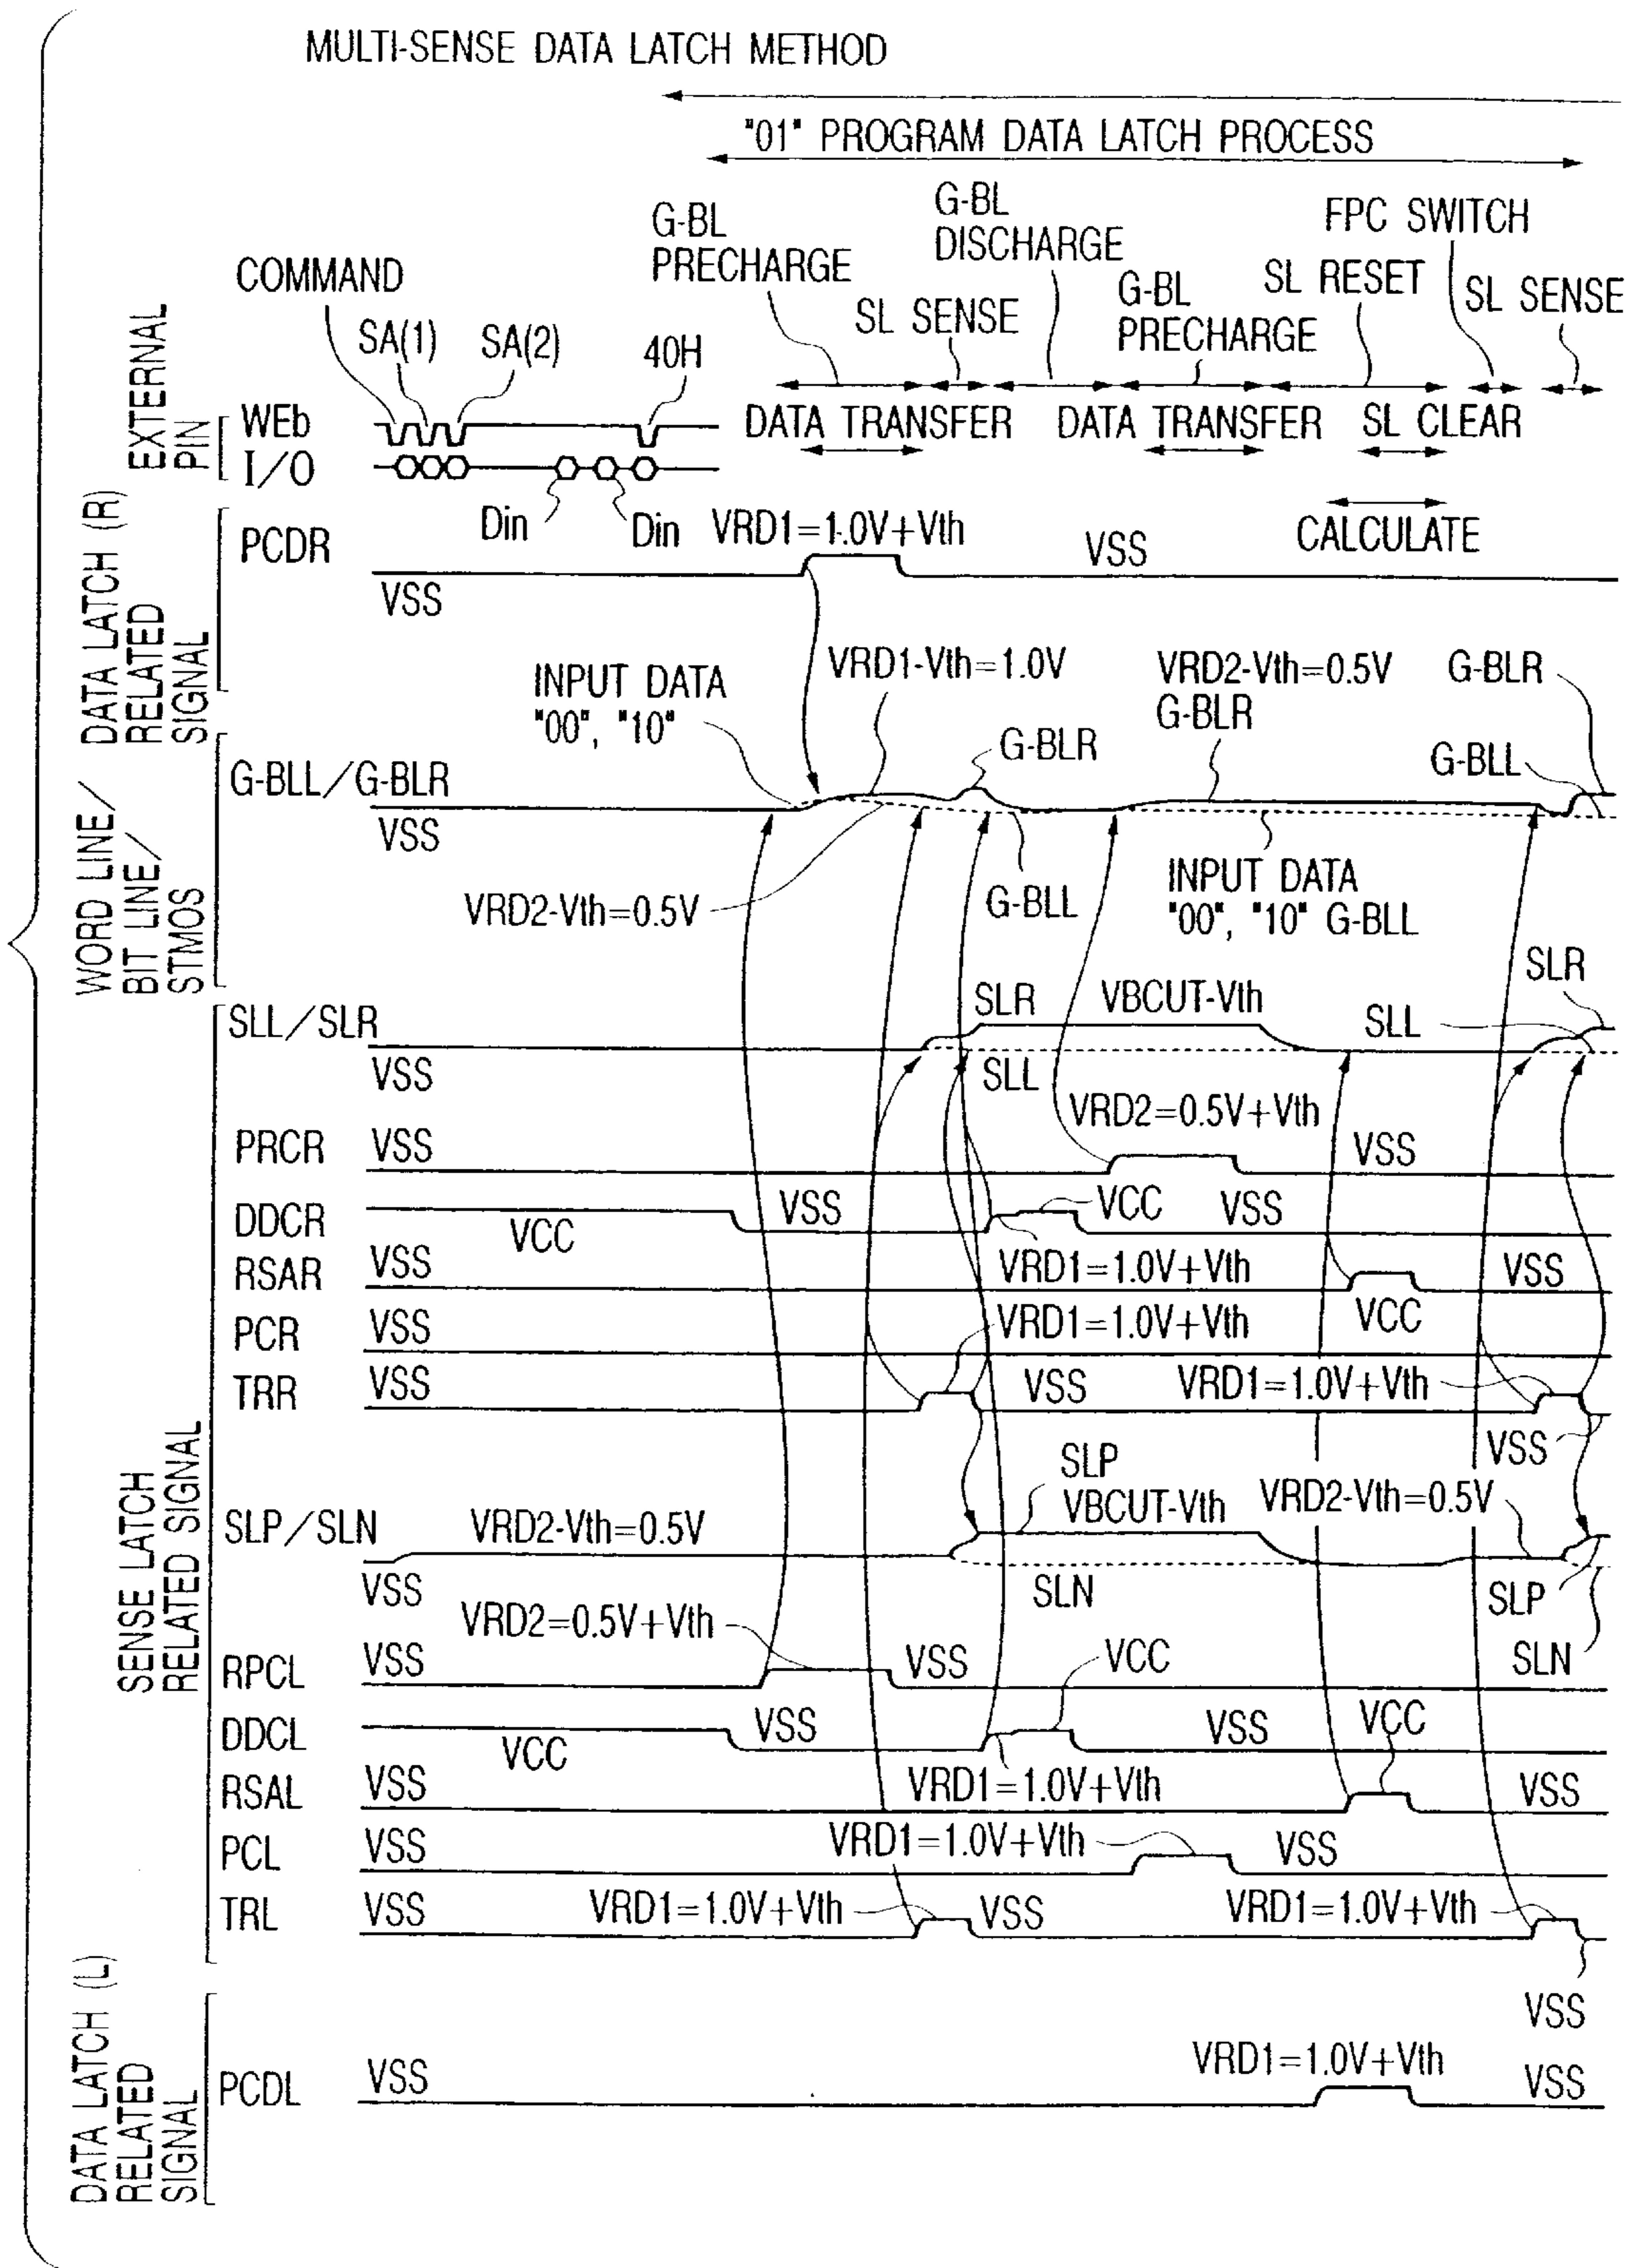 MULTI-SENSE DATA LATCH METHOD
"01" PROGRAM DATA LATCH PROCESS
G-BL
PRECHARGE
G-BL
DISCHARGE
FPC SWITCH
COMMAND
SL SENSE
G-BL
PRECHARGE
SL RESET
SL SENSE
SA(1)
SA(2)
40H
EXTERNAL
PIN
WEb
I/O
DATA TRANSFER
DATA TRANSFER
SL CLEAR
Din
Din
CALCULATE
DATA LATCH (R)
RELATED
SIGNAL
PCDR
VSS
VRD1=1.0V+Vth
VSS
INPUT DATA
"00", "10"
VRD1-Vth=1.0V
VRD2-Vth=0.5V
G-BLR
G-BLR
G-BLR
G-BLL
WORD LINE/
BIT LINE/
STMOS
G-BLL/G-BLR
VSS
VRD2-Vth=0.5V
G-BLL
INPUT DATA
"00", "10" G-BLL
SENSE LATCH
RELATED SIGNAL
SLL/SLR
VSS
SLR
VBCUT-Vth
SLL
SLL
SLR
PRCR
VSS
VRD2=0.5V+Vth
VSS
DDCR
VCC
VSS
VCC
VSS
VRD1=1.0V+Vth
RSAR
VSS
VCC
VSS
PCR
VSS
TRR
VSS
VRD1=1.0V+Vth
VSS
VRD1=1.0V+Vth
VSS
SLP/SLN
VSS
VRD2-Vth=0.5V
SLP
VBCUT-Vth
SLN
VRD2-Vth=0.5V
SLP
SLN
RPCL
VSS
VRD2=0.5V+Vth
VSS
DDCL
VCC
VSS
VCC
VRD1=1.0V+Vth
VSS
RSAL
VSS
VCC
VSS
PCL
VSS
VRD1=1.0V+Vth
VSS
TRL
VSS
VRD1=1.0V+Vth
VSS
VRD1=1.0V+Vth
VSS
DATA LATCH (L)
RELATED
SIGNAL
PCDL
VSS
VRD1=1.0V+Vth
VSS